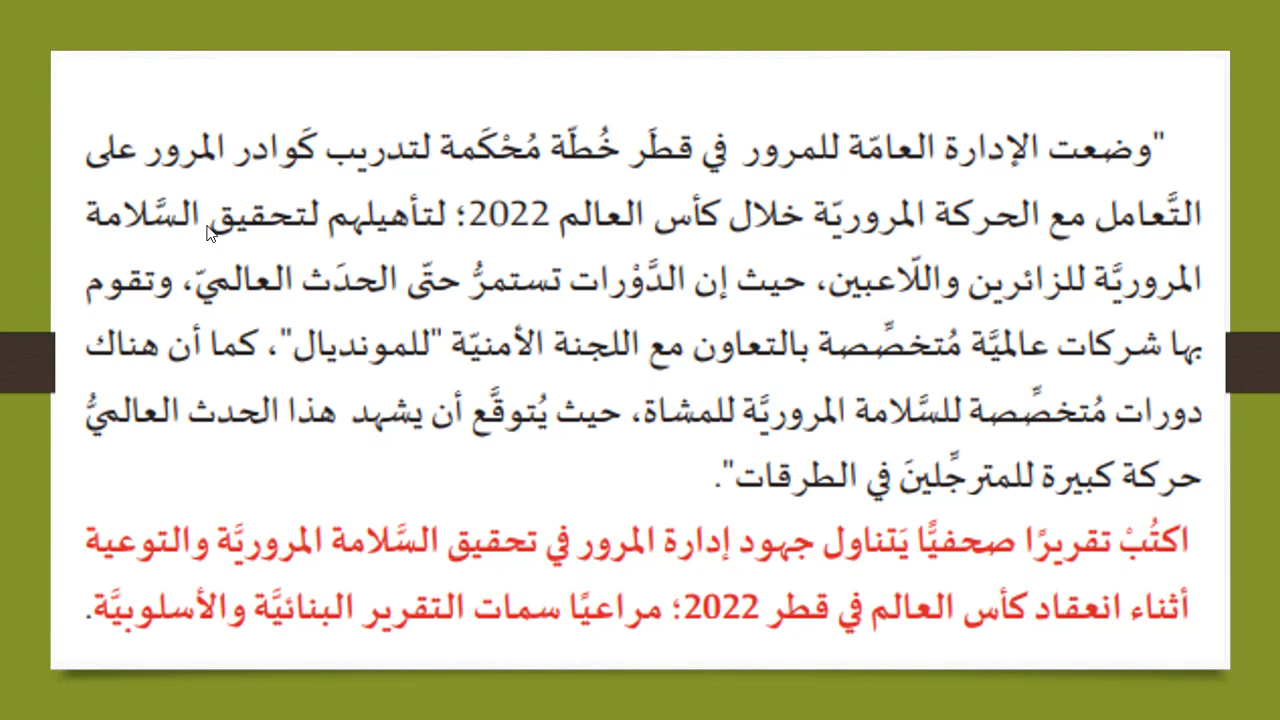 "وضعت الإدارة العامّة للمرور في قطَر خُطّة مُحْكَمة لتدريب كَوادر المرور على
التَّعامل مع الحركة المروريّة خلال كأس العالم 2022؛ لتأهيلهم لتحقيق السَّلامة
المروريَّة للزائرين واللّاعبين، حيث إن الدَّوْرات تستمرُّ حتّى الحدَث العالميّ، وتقوم
بها شركات عالميَّة مُتخصِّصة بالتعاون مع اللجنة الأمنيّة "للمونديال"، كما أن هناك
دورات مُتخصِّصة للسَّلامة المروريَّة للمشاة، حيث يُتوقَّع أن يشهد هذا الحدث العالميُّ
حركة كبيرة للمترجِّلينَ في الطرقات".
اكتُبْ تقريرًا صحفيًّا يَتناول جهود إدارة المرور في تحقيق السَّلامة المروريَّة والتوعية
أثناء انعقاد كأس العالم في قطر 2022؛ مراعيًا سمات التقرير البنائيَّة والأسلوبيَّة.